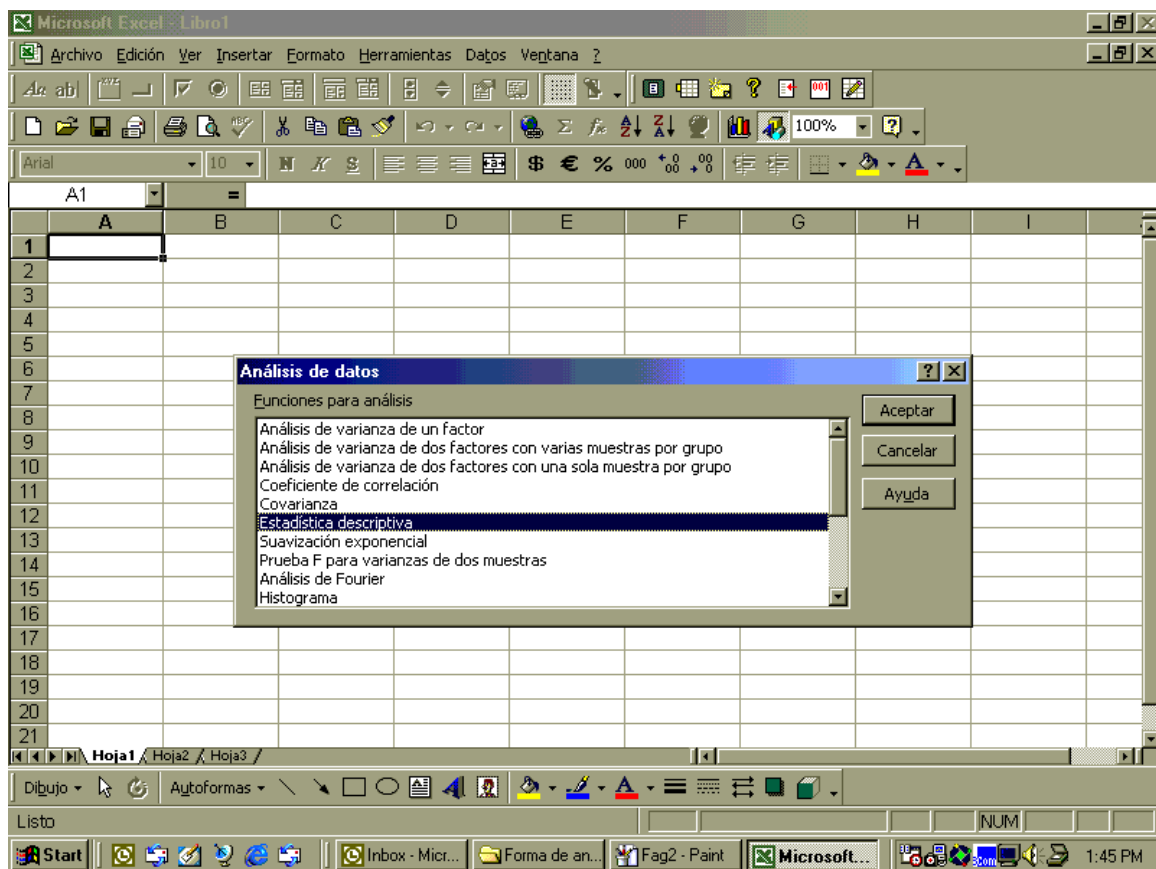 Microsoft Excel - Libro1
Archivo Edición Ver Insertar Formato Herramientas Datos Ventana ?
Aa ab| XYZ
100%
Arial 10 N K S $ € % 000
A1 =
A B C D E F G H I
1
2
3
4
5
6
7
8
9
10
11
12
13
14
15
16
17
18
19
20
21
Análisis de datos
Funciones para análisis
Análisis de varianza de un factor
Análisis de varianza de dos factores con varias muestras por grupo
Análisis de varianza de dos factores con una sola muestra por grupo
Coeficiente de correlación
Covarianza
Estadística descriptiva
Suavización exponencial
Prueba F para varianzas de dos muestras
Análisis de Fourier
Histograma
Aceptar
Cancelar
Ayuda
Hoja1 Hoja2 Hoja3
Dibujo Autoformas
Listo NUM
Start Inbox - Micr... Forma de an... Fag2 - Paint Microsoft... 1:45 PM